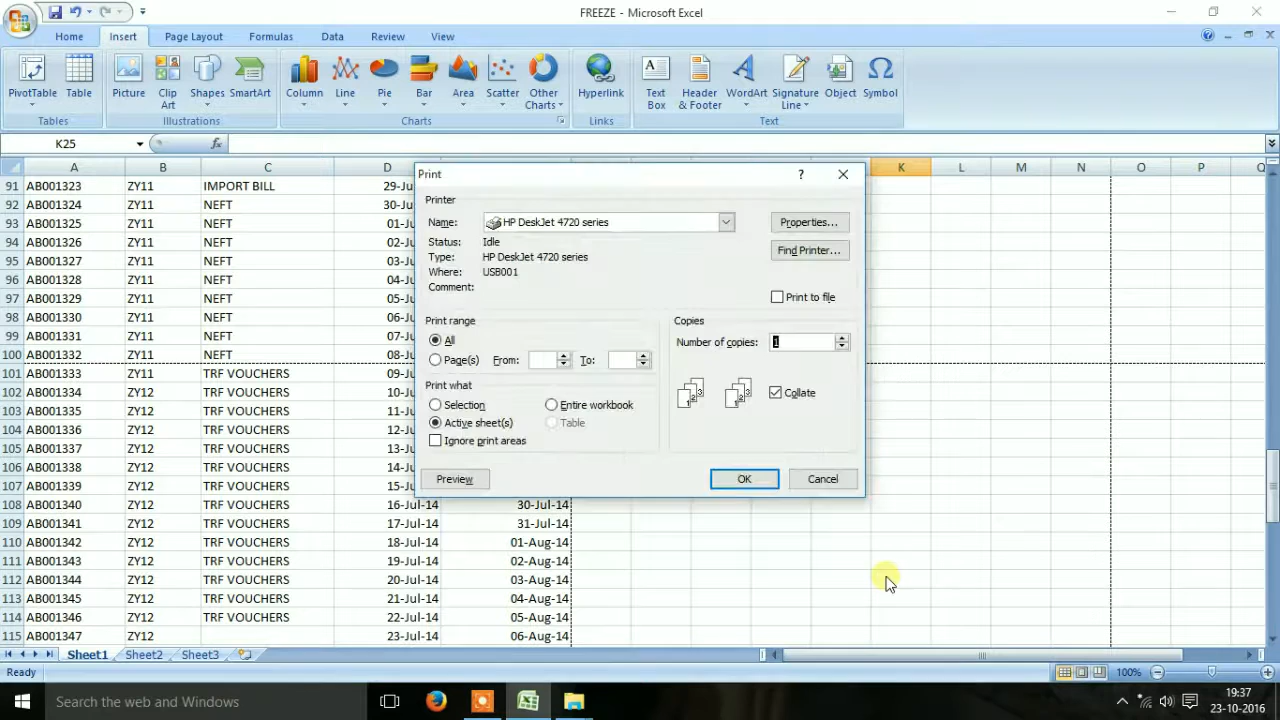 FREEZE - Microsoft Excel
Home Insert Page Layout Formulas Data Review View
PivotTable Table Picture Clip Art Shapes SmartArt Column Line Pie Bar Area Scatter Other Charts Hyperlink Text Box Header & Footer WordArt Signature Line Object Symbol
Tables Illustrations Charts Links Text
K25 fx
A B C D K L M N O P Q
91 AB001323 ZY11 IMPORT BILL 29-Ju
92 AB001324 ZY11 NEFT 30-Ju
93 AB001325 ZY11 NEFT 01-Ju
94 AB001326 ZY11 NEFT 02-Ju
95 AB001327 ZY11 NEFT 03-Ju
96 AB001328 ZY11 NEFT 04-Ju
97 AB001329 ZY11 NEFT 05-Ju
98 AB001330 ZY11 NEFT 06-Ju
99 AB001331 ZY11 NEFT 07-Ju
100 AB001332 ZY11 NEFT 08-Ju
101 AB001333 ZY11 TRF VOUCHERS 09-Ju
102 AB001334 ZY12 TRF VOUCHERS 10-Ju
103 AB001335 ZY12 TRF VOUCHERS 11-Ju
104 AB001336 ZY12 TRF VOUCHERS 12-Ju
105 AB001337 ZY12 TRF VOUCHERS 13-Ju
106 AB001338 ZY12 TRF VOUCHERS 14-Ju
107 AB001339 ZY12 TRF VOUCHERS 15-Ju
108 AB001340 ZY12 TRF VOUCHERS 16-Jul-14 30-Jul-14
109 AB001341 ZY12 TRF VOUCHERS 17-Jul-14 31-Jul-14
110 AB001342 ZY12 TRF VOUCHERS 18-Jul-14 01-Aug-14
111 AB001343 ZY12 TRF VOUCHERS 19-Jul-14 02-Aug-14
112 AB001344 ZY12 TRF VOUCHERS 20-Jul-14 03-Aug-14
113 AB001345 ZY12 TRF VOUCHERS 21-Jul-14 04-Aug-14
114 AB001346 ZY12 TRF VOUCHERS 22-Jul-14 05-Aug-14
115 AB001347 ZY12 23-Jul-14 06-Aug-14
Print
Printer
Name: HP DeskJet 4720 series Properties...
Status: Idle
Find Printer...
Type: HP DeskJet 4720 series
Where: USB001
Comment:
Print to file
Print range
All
Page(s) From: To:
Copies
Number of copies: 1
1 2 3 1 2 3 Collate
Print what
Selection Entire workbook
Active sheet(s) Table
Ignore print areas
Preview OK Cancel
Sheet1 Sheet2 Sheet3
Ready 100%
Search the web and Windows
19:37
23-10-2016